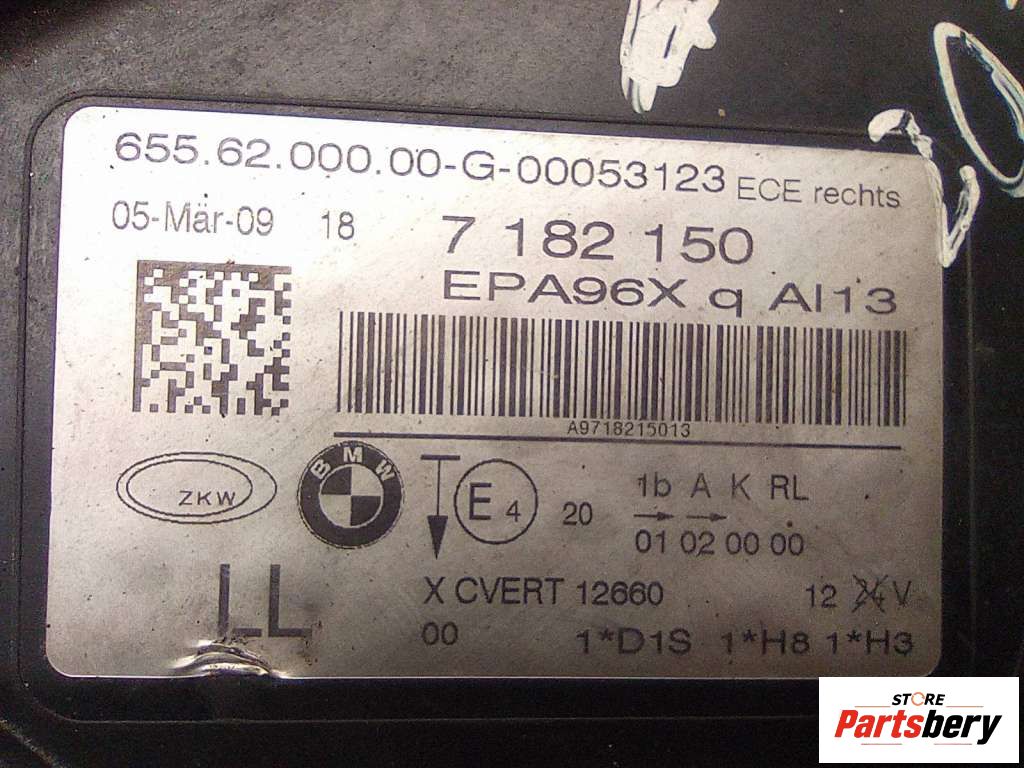 655.62.000.00-G-00053123 ECE rechts
05-Mär-09 18 7 182 150
EPA96X q AI13
A9718215013
ZKW BMW E4 20 1b A K RL
01 02 00 00
LL X CVERT 12660 12 24 V
00 1*D1S 1*H8 1*H3
STORE
Partsbery